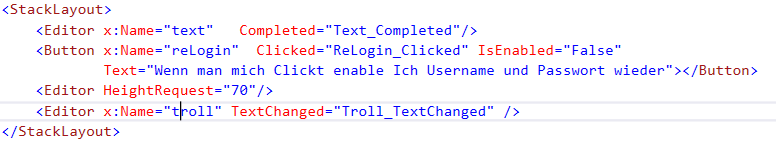 <StackLayout>
<Editor x:Name="text" Completed="Text_Completed"/>
<Button x:Name="reLogin" Clicked="ReLogin_Clicked" IsEnabled="False"
Text="Wenn man mich Clickt enable Ich Username und Passwort wieder"></Button>
<Editor HeightRequest="70"/>
<Editor x:Name="troll" TextChanged="Troll_TextChanged" />
</StackLayout>